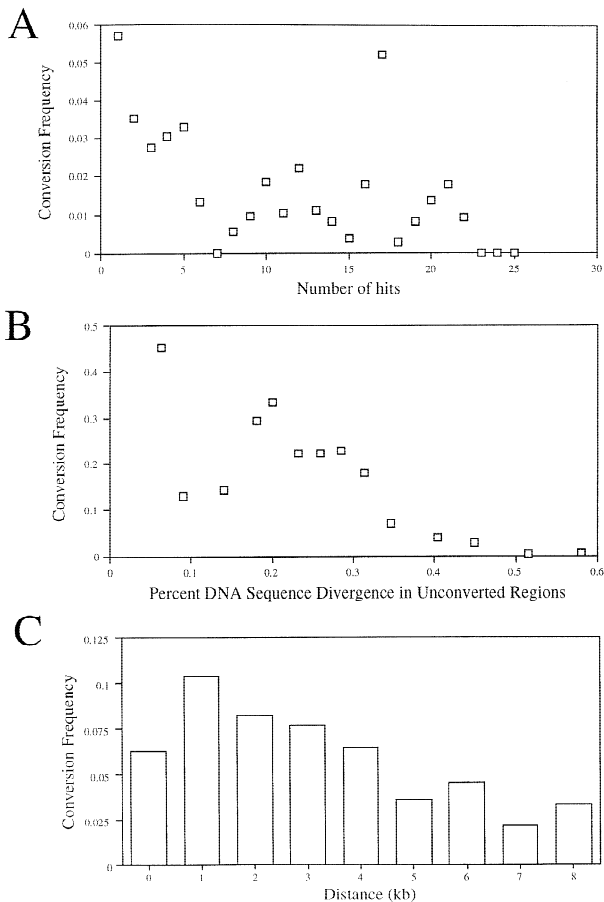 A
0.06
0.05
0.04
0.03
0.02
0.01
0
Conversion Frequency
0 5 10 15 20 25 30
Number of hits
B
0.5
0.4
0.3
0.2
0.1
0
Conversion Frequency
0 0.1 0.2 0.3 0.4 0.5 0.6
Percent DNA Sequence Divergence in Unconverted Regions
C
0.125
0.1
0.075
0.05
0.025
0
Conversion Frequency
0 1 2 3 4 5 6 7 8
Distance (kb)